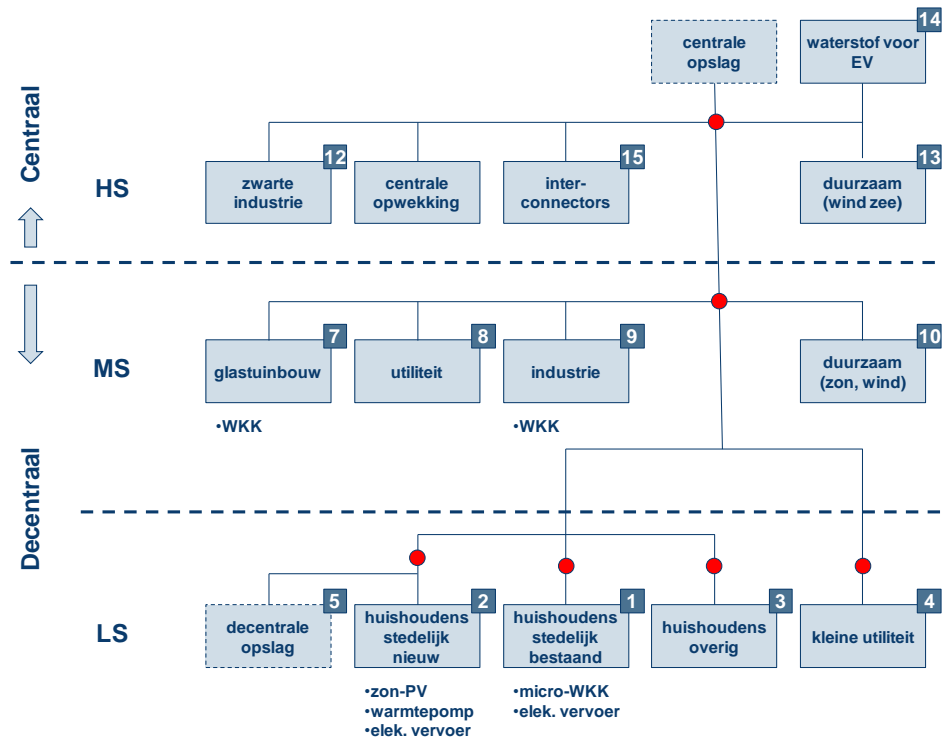 14
centrale
opslag
waterstof voor
EV
Centraal
HS
12
zwarte
industrie
centrale
opwekking
15
inter-
connectors
13
duurzaam
(wind zee)
MS
7
glastuinbouw
8
utiliteit
9
industrie
10
duurzaam
(zon, wind)
•WKK
•WKK
Decentraal
LS
5
decentrale
opslag
2
huishoudens
stedelijk
nieuw
1
huishoudens
stedelijk
bestaand
3
huishoudens
overig
4
kleine utiliteit
•zon-PV
•warmtepomp
•elek. vervoer
•micro-WKK
•elek. vervoer